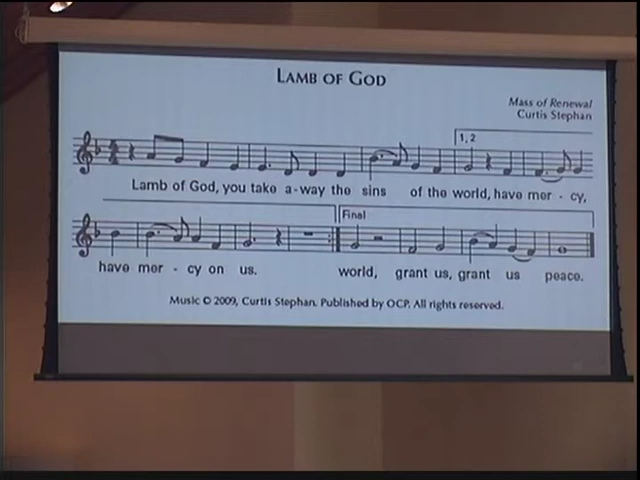 LAMB OF GOD
Mass of Renewal
Curtis Stephan
1, 2
Lamb of God, you take a-way the sins of the world, have mer - cy,
Final
have mer - cy on us. world, grant us, grant us peace.
Music © 2009, Curtis Stephan. Published by OCP. All rights reserved.